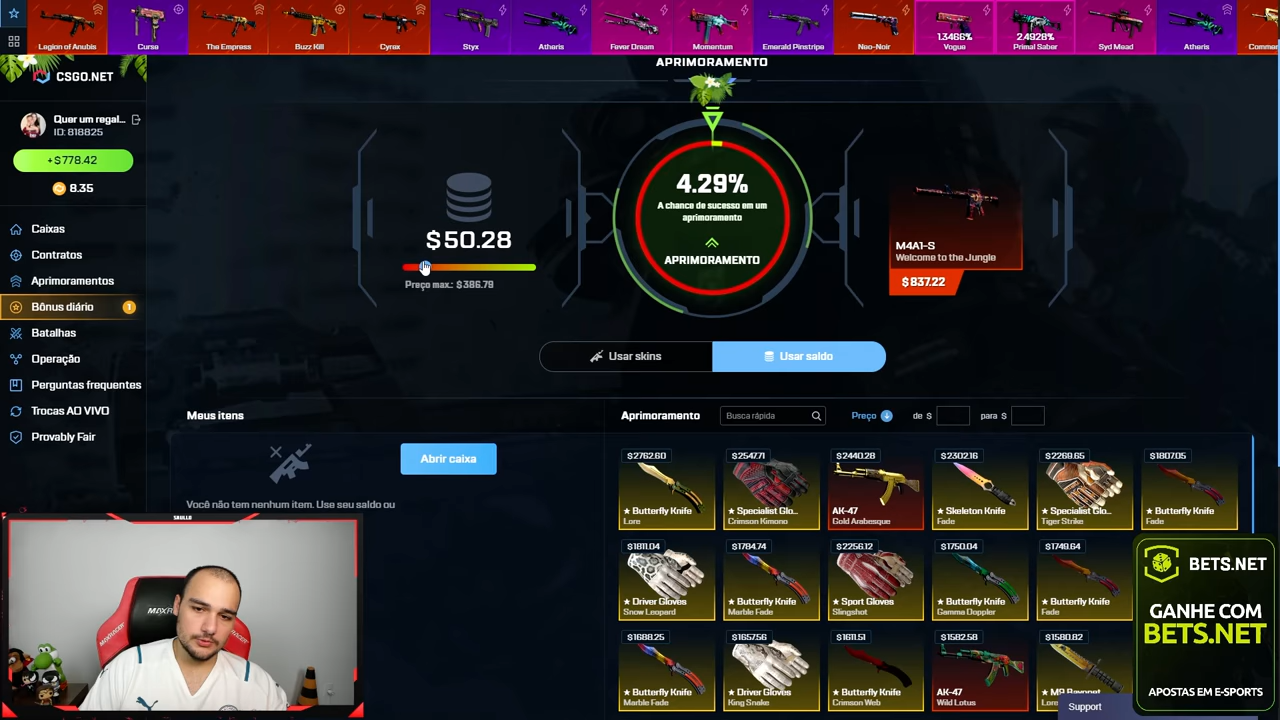 Legion of Anubis
Curse
The Empress
Buzz Kill
Cyrex
Styx
Atheris
Fever Dream
Momentum
Emerald Pinstripe
Neo-Noir
1.3466%
Vogue
2.4928%
Primal Saber
Syd Mead
Atheris
CSGO.NET
Quer um regal...
ID: 818825
+$778.42
8.35
Caixas
Contratos
Aprimoramentos
Bônus diário
1
Batalhas
Operação
Perguntas frequentes
Trocas AO VIVO
Provably Fair
APRIMORAMENTO
$50.28
Preço max.: $386.79
4.29%
A chance de sucesso em um
aprimoramento
APRIMORAMENTO
M4A1-S
Welcome to the Jungle
$837.22
Usar skins
Usar saldo
Meus itens
Abrir caixa
Você não tem nenhum item. Use seu saldo ou
Aprimoramento
Busca rápida
Preço
de $
para $
$2762.60
★ Butterfly Knife
Lore
$2547.71
★ Specialist Glo...
Crimson Kimono
$2440.28
AK-47
Gold Arabesque
$2302.16
★ Skeleton Knife
Fade
$2269.65
★ Specialist Glo...
Tiger Strike
$1807.05
★ Butterfly Knife
Fade
$1811.04
★ Driver Gloves
Snow Leopard
$1784.74
★ Butterfly Knife
Marble Fade
$2256.12
★ Sport Gloves
Slingshot
$1750.04
★ Butterfly Knife
Gamma Doppler
$1749.64
★ Butterfly Knife
Fade
$1688.25
★ Butterfly Knife
Marble Fade
$1657.56
★ Driver Gloves
King Snake
$1611.51
★ Butterfly Knife
Crimson Web
$1582.58
AK-47
Wild Lotus
$1580.82
★ M9 Bayonet
SKULLO
BETS.NET
GANHE COM
BETS.NET
APOSTAS EM E-SPORTS
Support